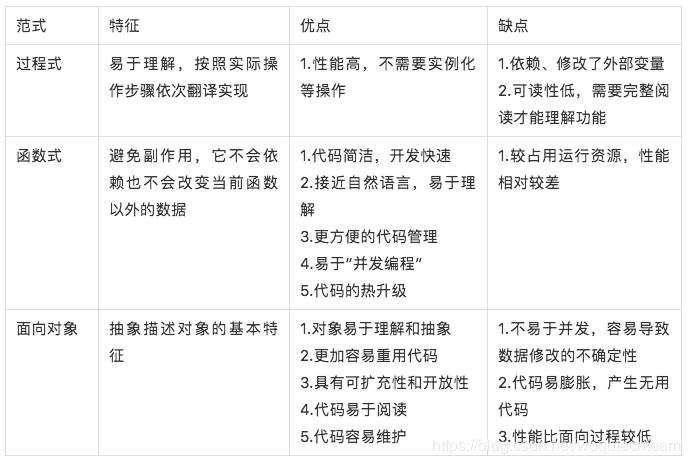 范式 特征 优点 缺点
过程式
易于理解，按照实际操
作步骤依次翻译实现
1.性能高，不需要实例化
等操作
1.依赖、修改了外部变量
2.可读性低，需要完整阅
读才能理解功能
函数式
避免副作用，它不会依
赖也不会改变当前函数
以外的数据
1.代码简洁，开发快速
2.接近自然语言，易于理
解
3.更方便的代码管理
4.易于"并发编程"
5.代码的热升级
1.较占用运行资源，性能
相对较差
面向对象
抽象描述对象的基本特
征
1.对象易于理解和抽象
2.更加容易重用代码
3.具有可扩充性和开放性
4.代码易于阅读
5.代码容易维护
1.不易于并发，容易导致
数据修改的不确定性
2.代码易膨胀，产生无用
代码
3.性能比面向过程较低
https://blog.csdn.net/woqutechteam